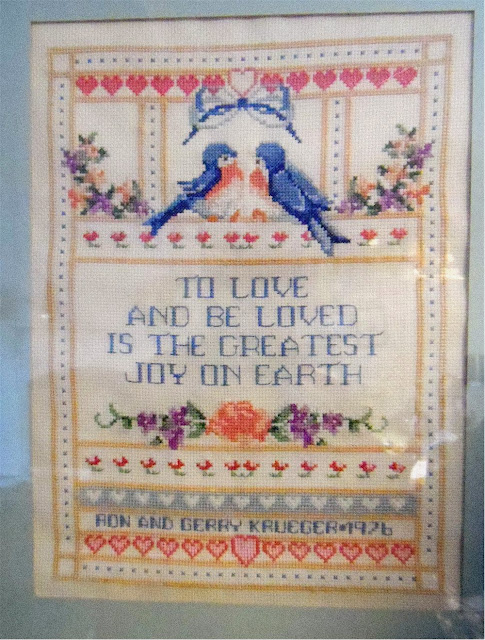 TO LOVE
AND BE LOVED
IS THE GREATEST
JOY ON EARTH
RON AND GERRY KRUEGER♥1976